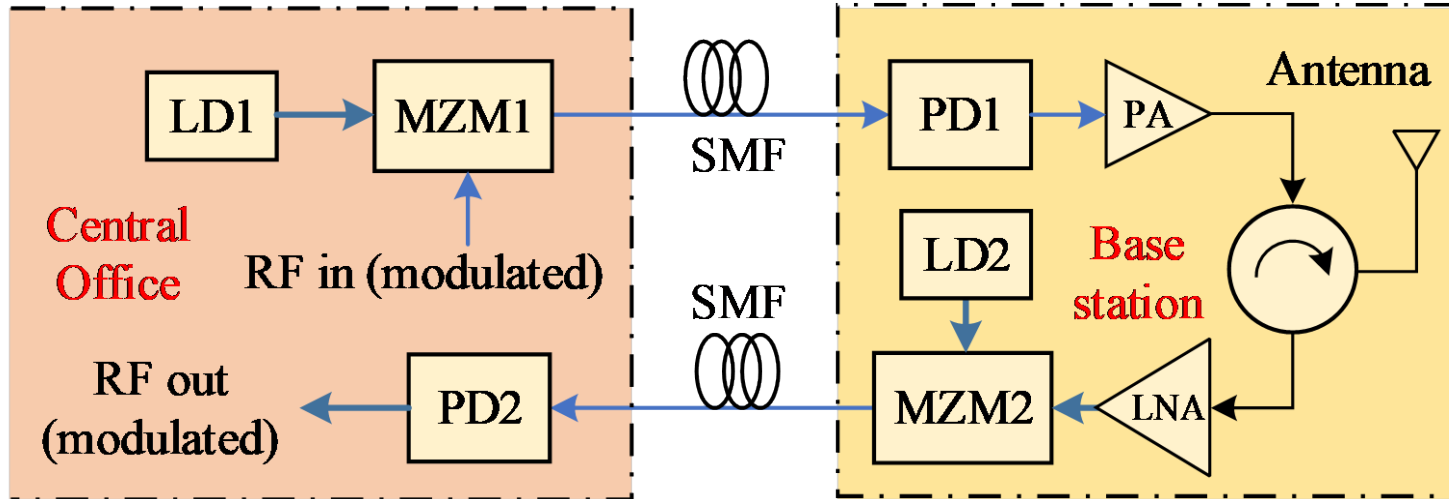 LD1
MZM1
SMF
PD1
PA
Antenna
Central
Office
RF in (modulated)
LD2
Base
station
SMF
RF out
(modulated)
PD2
MZM2
LNA